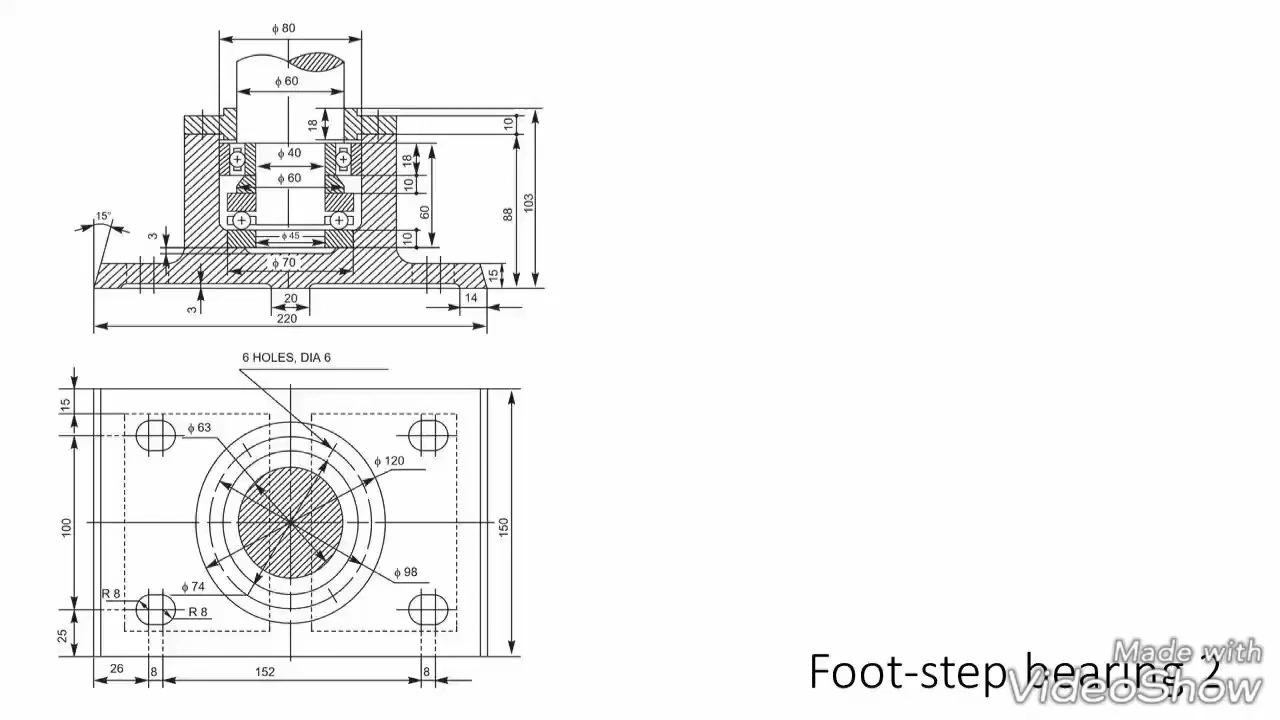 ϕ 80
ϕ 60
18
10
ϕ 40
18
ϕ 60
10
60
88
103
15°
3
ϕ 45
10
ϕ 70
15
3
20
14
220
6 HOLES, DIA 6
15
ϕ 63
ϕ 120
100
150
ϕ 74
ϕ 98
R 8
R 8
25
26
8
152
8
Foot-step bearing 2
Made with
VideoShow